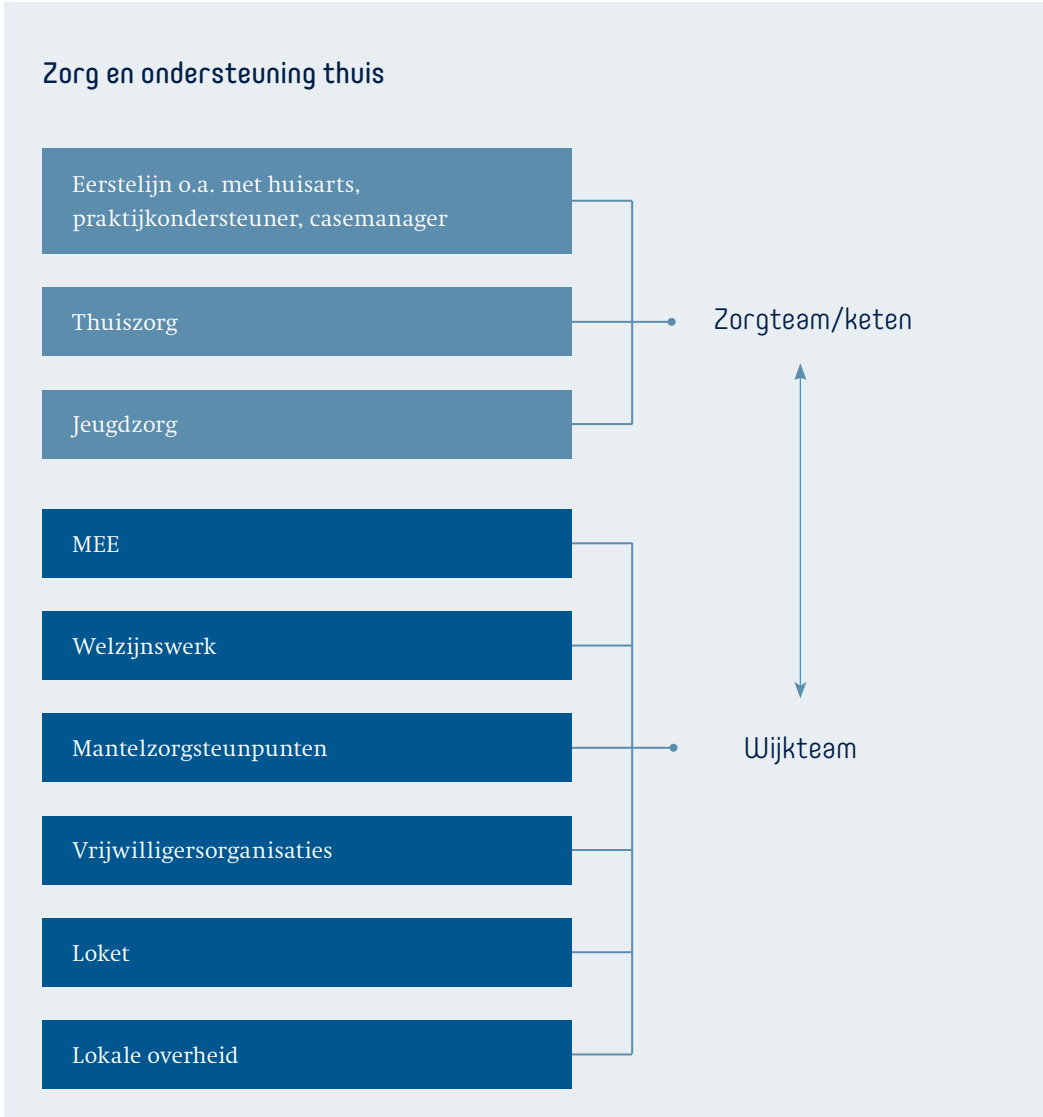 Zorg en ondersteuning thuis
Eerstelijn o.a. met huisarts,
praktijkondersteuner, casemanager
Thuiszorg
Zorgteam/keten
Jeugdzorg
MEE
Welzijnswerk
Mantelzorgsteunpunten
Wijkteam
Vrijwilligersorganisaties
Loket
Lokale overheid